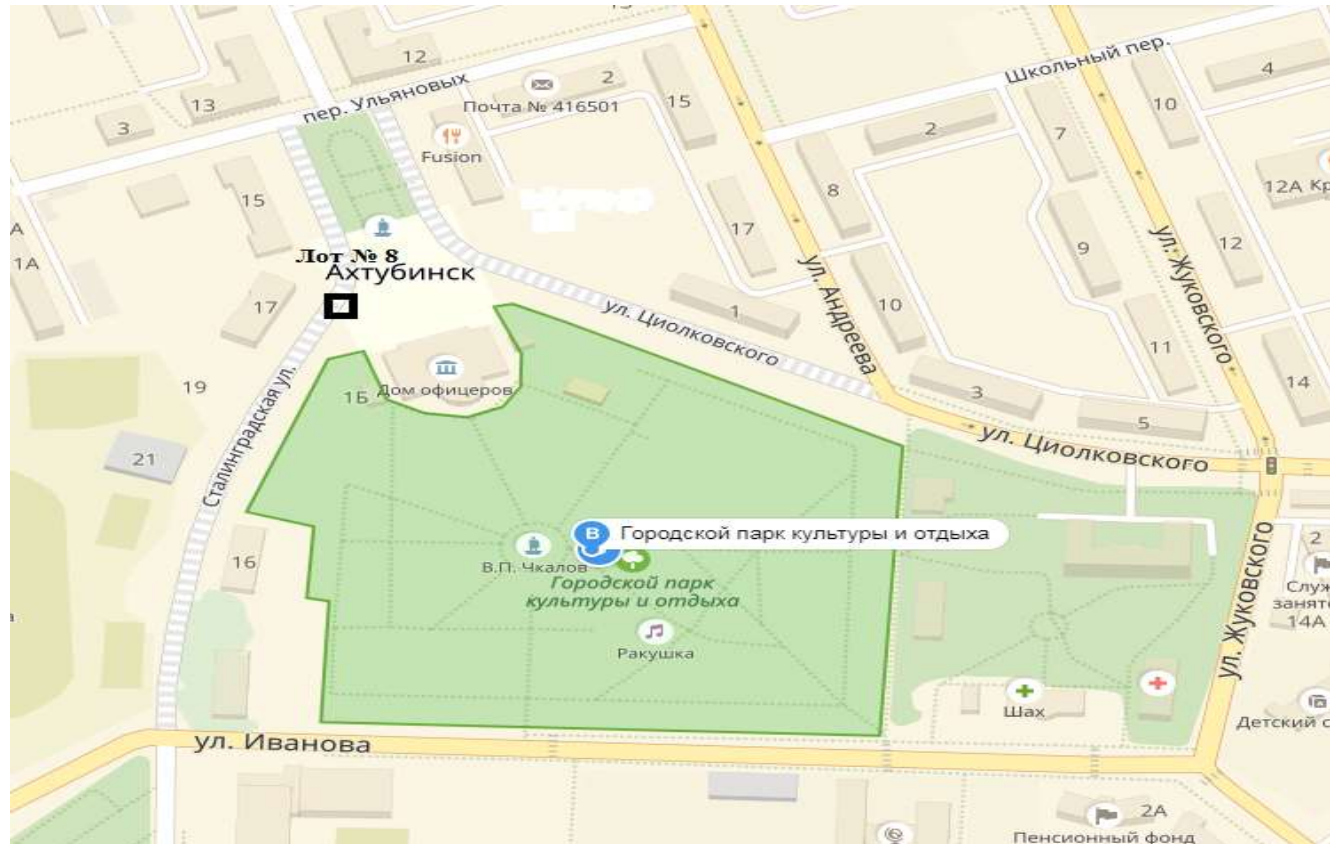 12
13
3
пер. Ульяновых
2
Почта № 416501
15
Школьный пер.
4
10
Fusion
2
7
15
8
12А
17
9
12
1А
Лот № 8
Ахтубинск
17
10
1
ул. Андреева
ул. Жуковского
ул. Циолковского
11
19
1Б
Дом офицеров
3
14
5
ул. Циолковского
21
Сталинградская ул.
B
Городской парк культуры и отдыха
16
В.П. Чкалов
Городской парк
культуры и отдыха
Ракушка
ул. Жуковского
2
14А
Шах
Детский
ул. Иванова
2А
Пенсионный фонд